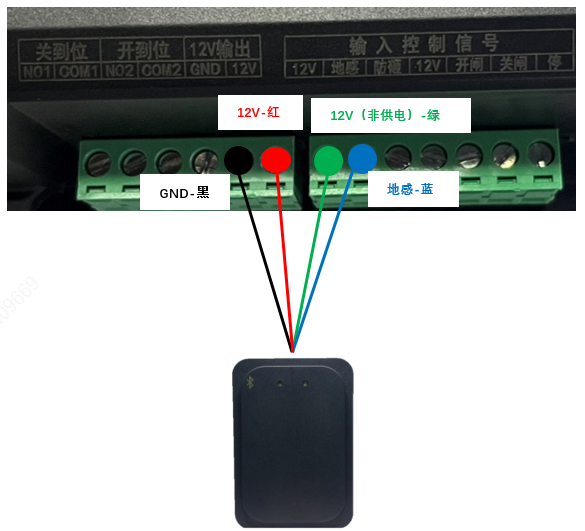 关到位 开到位 12V输出 输入控制信号
NO1 COM1 NO2 COM2 GND 12V 12V 地感 防砸 12V 开闸 关闸 停
12V-红
12V（非供电）-绿
GND-黑
地感-蓝